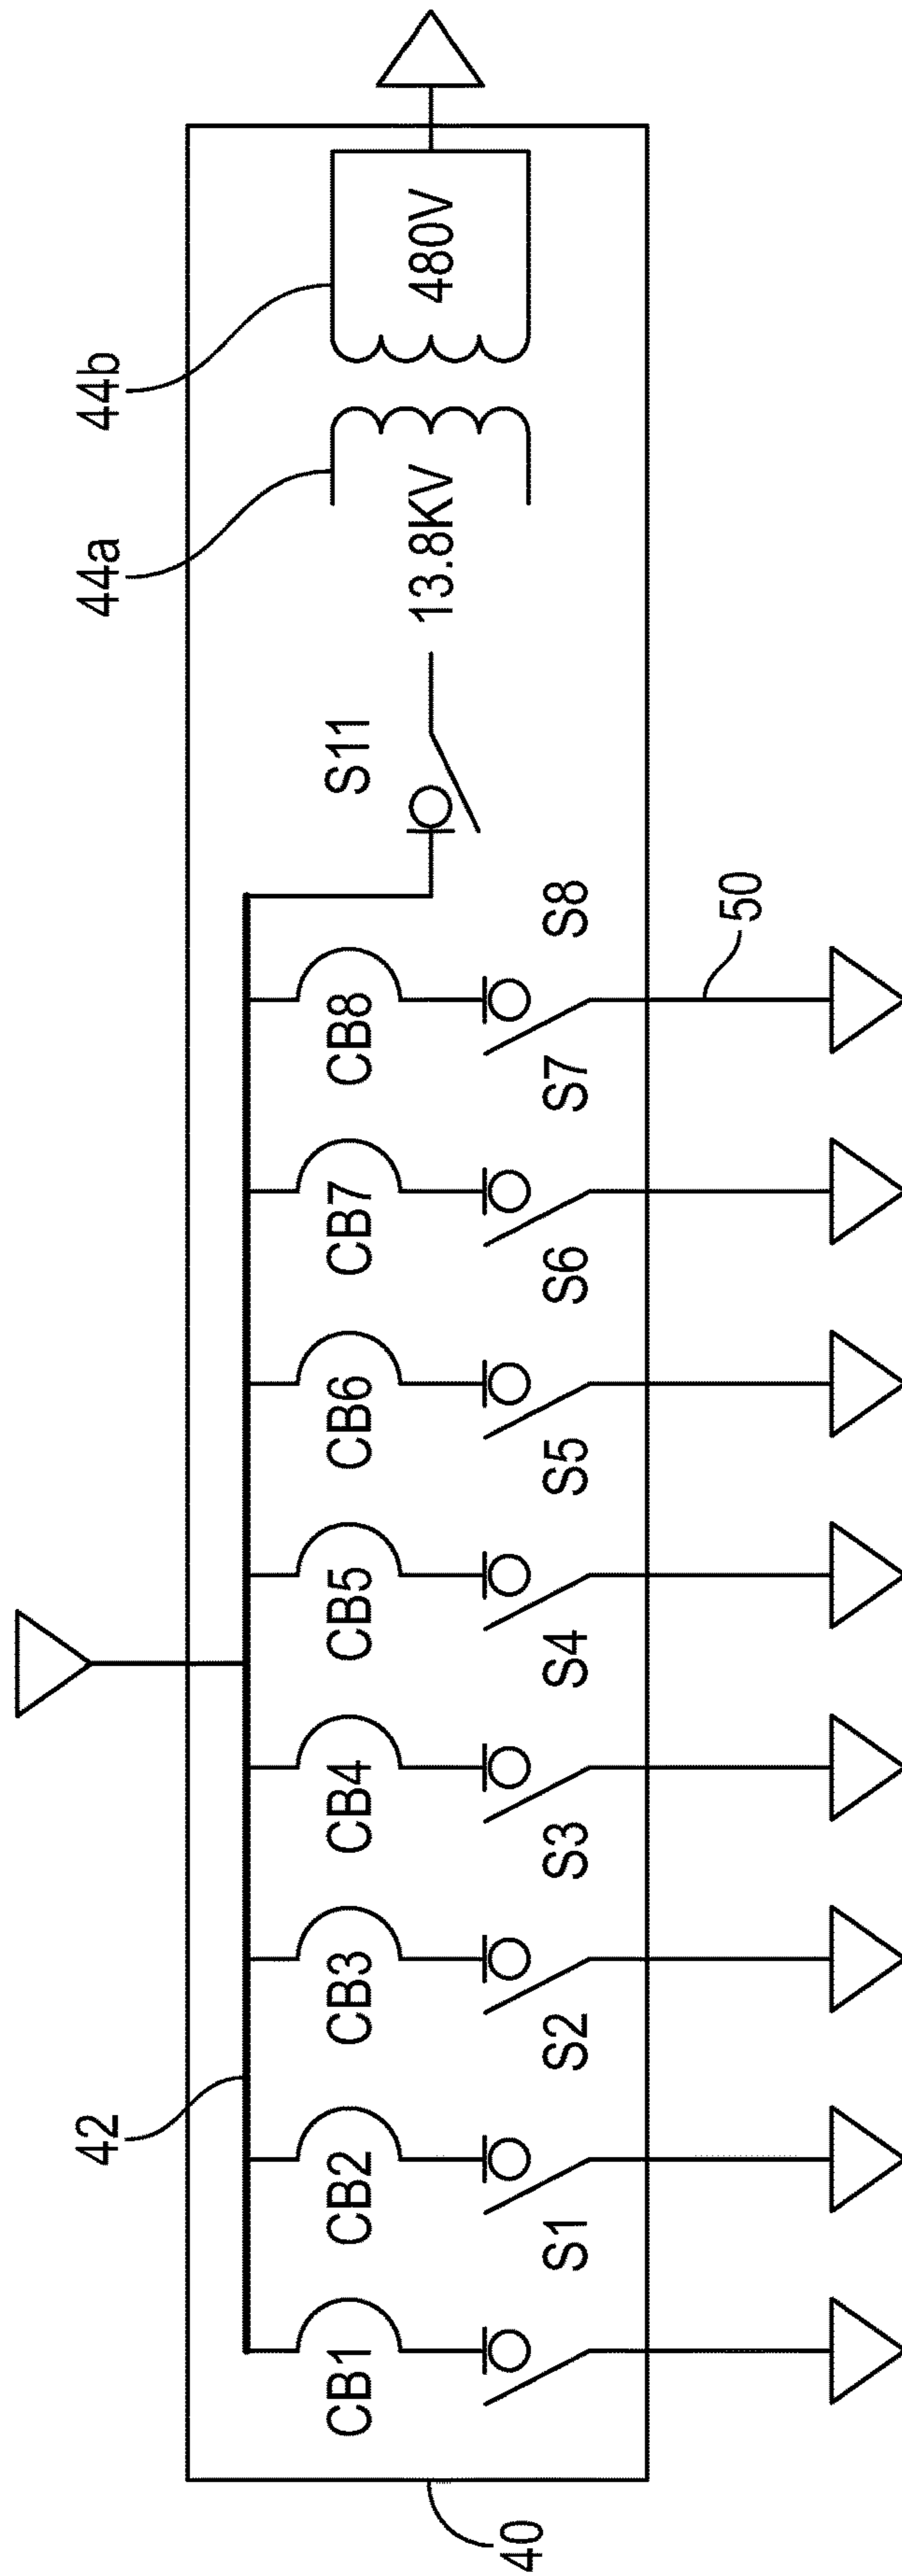 42
44a
44b
CB1
CB2
CB3
CB4
CB5
CB6
CB7
CB8
S11
13.8KV
480V
S1
S2
S3
S4
S5
S6
S7
S8
50
40